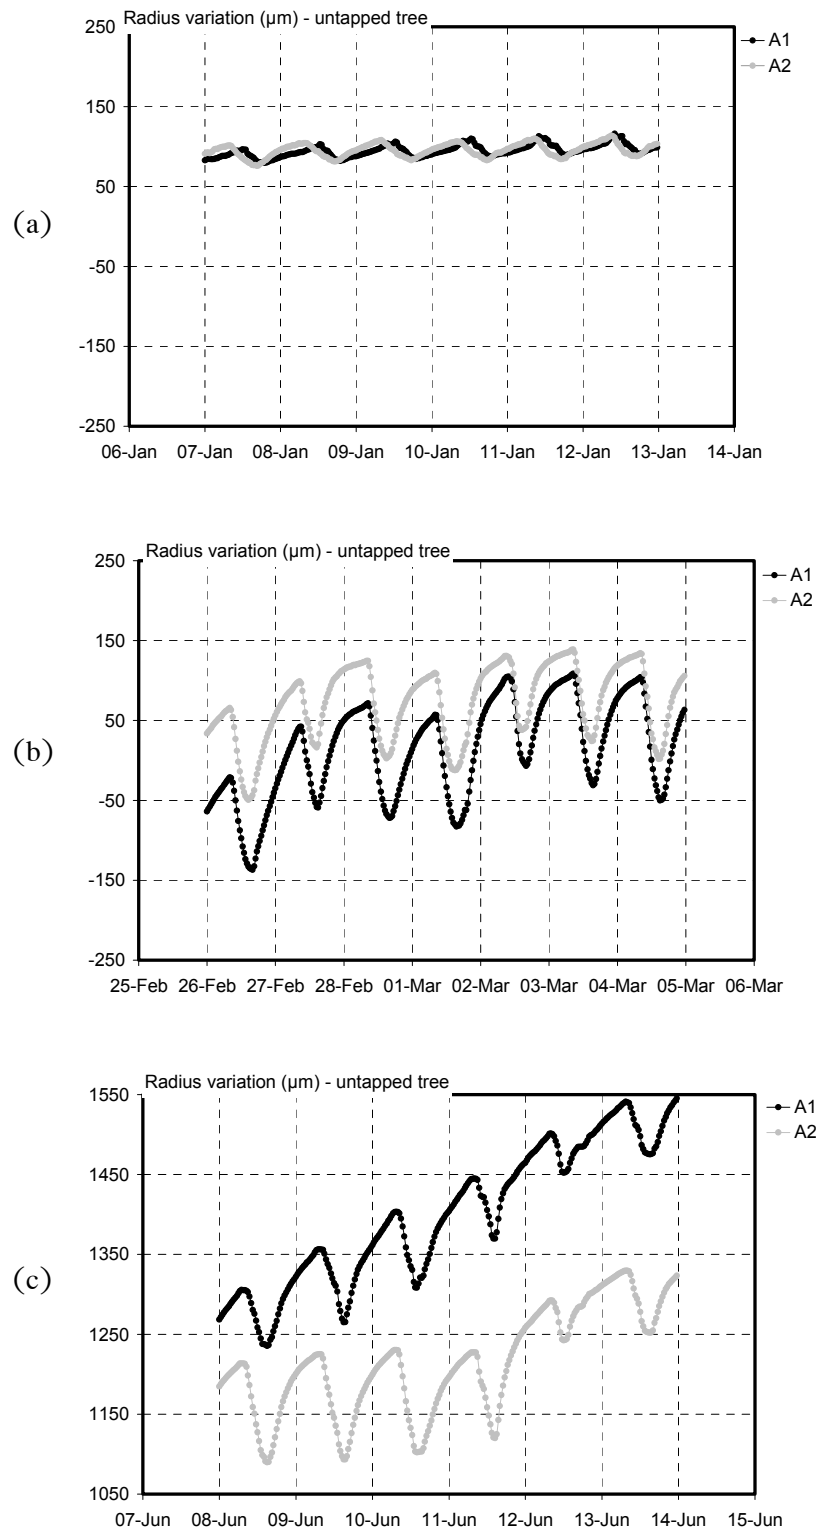 Radius variation (µm) - untapped tree
250
150
50
-50
-150
-250
A1
A2
(a)
06-Jan 07-Jan 08-Jan 09-Jan 10-Jan 11-Jan 12-Jan 13-Jan 14-Jan
Radius variation (µm) - untapped tree
250
150
50
-50
-150
-250
A1
A2
(b)
25-Feb 26-Feb 27-Feb 28-Feb 01-Mar 02-Mar 03-Mar 04-Mar 05-Mar 06-Mar
Radius variation (µm) - untapped tree
1550
1450
1350
1250
1150
1050
A1
A2
(c)
07-Jun 08-Jun 09-Jun 10-Jun 11-Jun 12-Jun 13-Jun 14-Jun 15-Jun